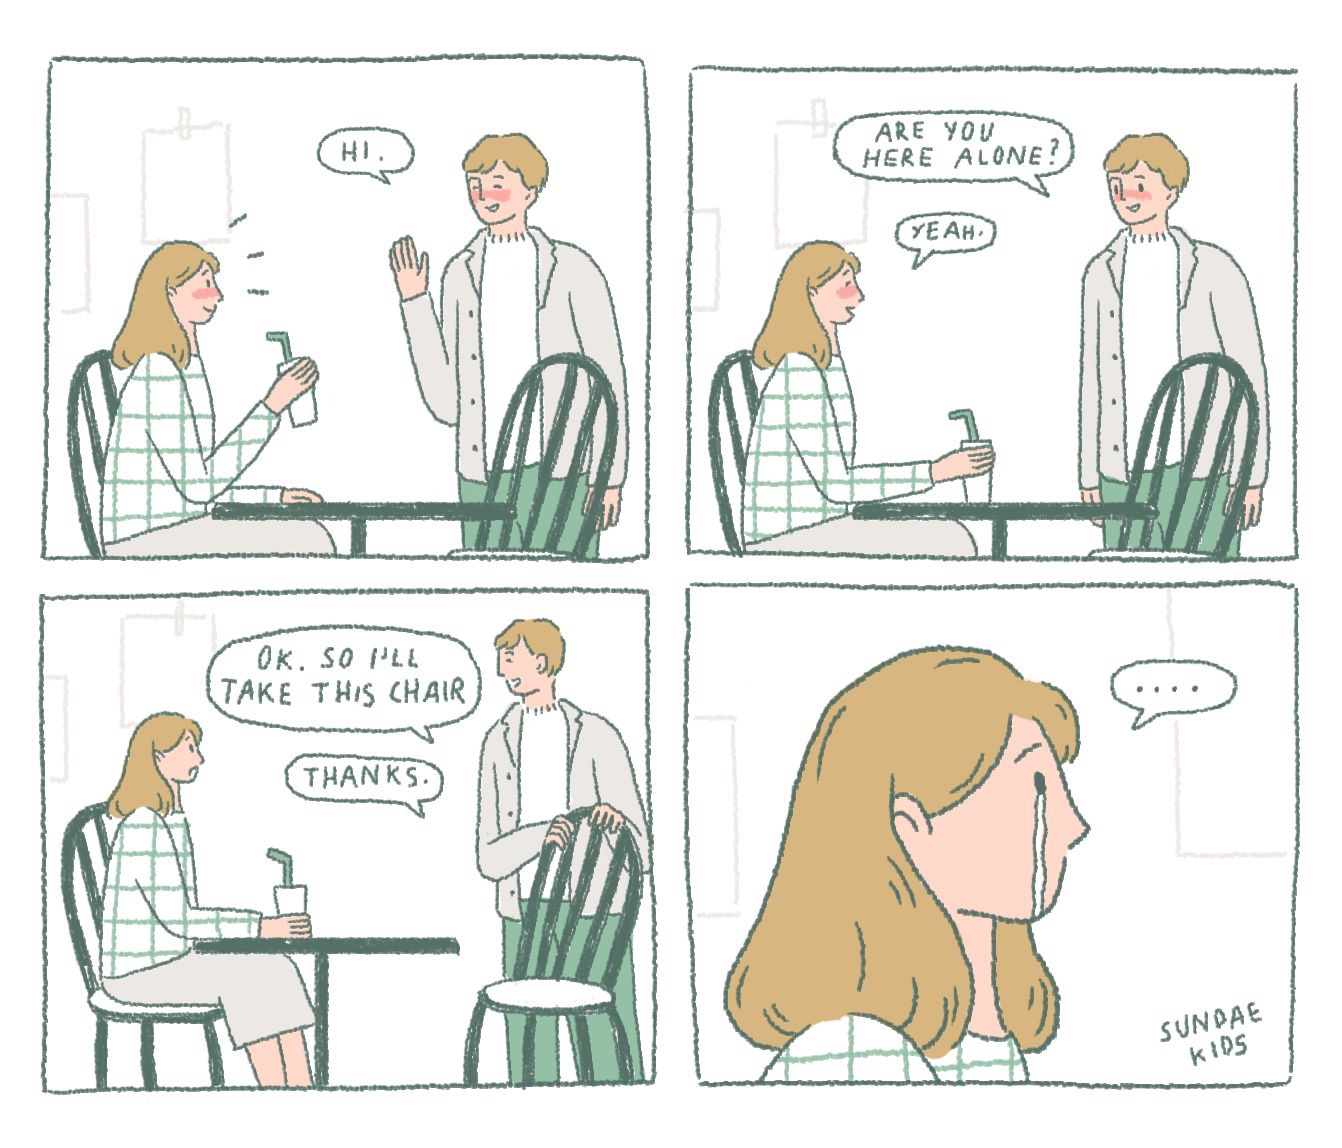 HI.
ARE YOU
HERE ALONE?
YEAH.
OK. SO I'LL
TAKE THIS CHAIR
THANKS.
....
SUNDAE
KIDS